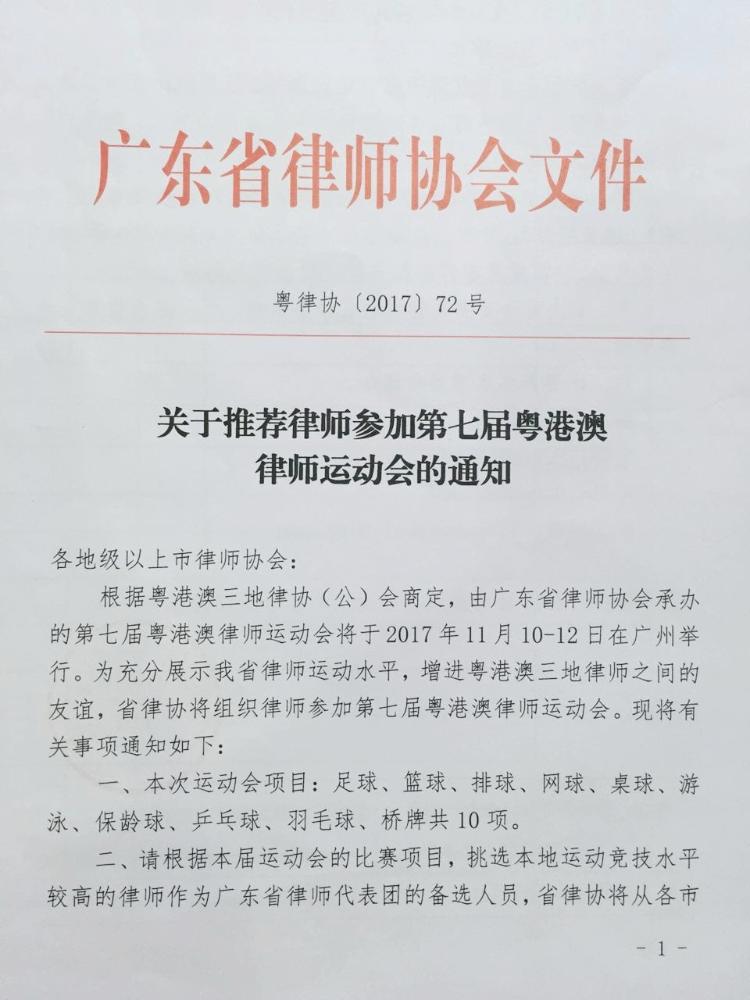 广东省律师协会文件
粤律协〔2017〕72号
关于推荐律师参加第七届粤港澳
律师运动会的通知
各地级以上市律师协会：
根据粤港澳三地律协（公）会商定，由广东省律师协会承办
的第七届粤港澳律师运动会将于2017年11月10-12日在广州举
行。为充分展示我省律师运动水平，增进粤港澳三地律师之间的
友谊，省律协将组织律师参加第七届粤港澳律师运动会。现将有
关事项通知如下：
一、本次运动会项目：足球、篮球、排球、网球、桌球、游
泳、保龄球、乒乓球、羽毛球、桥牌共10项。
二、请根据本届运动会的比赛项目，挑选本地运动竞技水平
较高的律师作为广东省律师代表团的备选人员，省律协将从各市
- 1 -